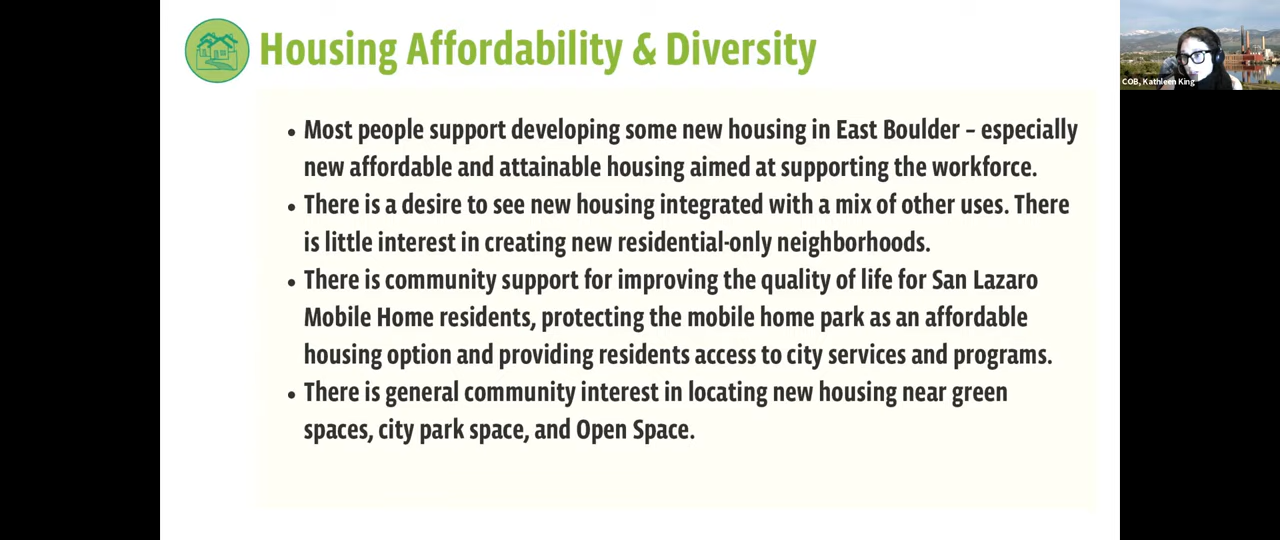 Housing Affordability & Diversity
COB, Kathleen King
• Most people support developing some new housing in East Boulder – especially
new affordable and attainable housing aimed at supporting the workforce.
• There is a desire to see new housing integrated with a mix of other uses. There
is little interest in creating new residential-only neighborhoods.
• There is community support for improving the quality of life for San Lazaro
Mobile Home residents, protecting the mobile home park as an affordable
housing option and providing residents access to city services and programs.
• There is general community interest in locating new housing near green
spaces, city park space, and Open Space.